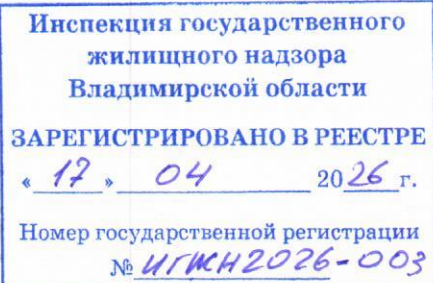 Инспекция государственного
жилищного надзора
Владимирской области
ЗАРЕГИСТРИРОВАНО В РЕЕСТРЕ
« 17 » 04 2026 г.
Номер государственной регистрации
№ ИГЖН2026-003